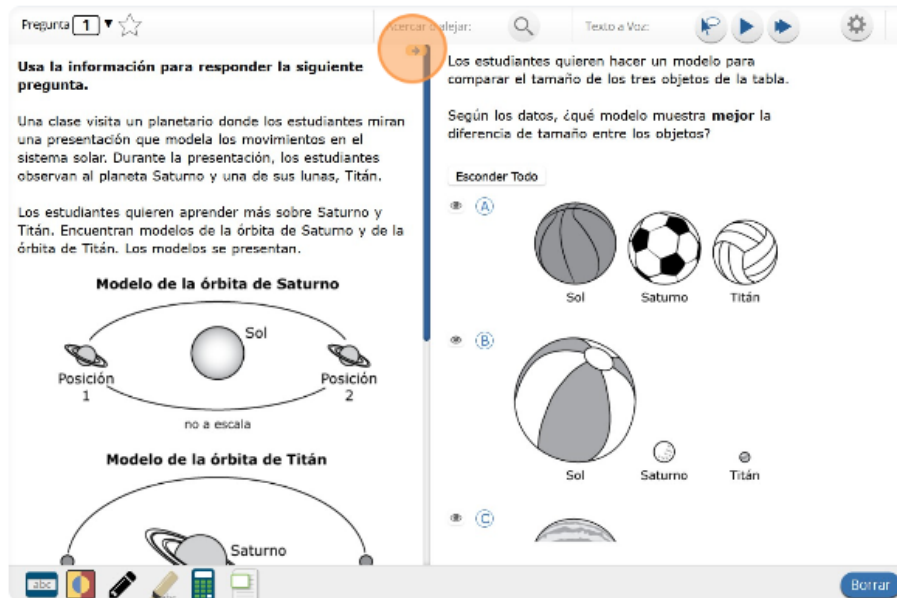 Pregunta 1
Acercar o alejar:
Texto a Voz:
Usa la información para responder la siguiente
pregunta.
Una clase visita un planetario donde los estudiantes miran
una presentación que modela los movimientos en el
sistema solar. Durante la presentación, los estudiantes
observan al planeta Saturno y una de sus lunas, Titán.
Los estudiantes quieren aprender más sobre Saturno y
Titán. Encuentran modelos de la órbita de Saturno y de la
órbita de Titán. Los modelos se presentan.
Modelo de la órbita de Saturno
Sol
Posición
1
Posición
2
no a escala
Modelo de la órbita de Titán
Saturno
Los estudiantes quieren hacer un modelo para
comparar el tamaño de los tres objetos de la tabla.
Según los datos, ¿qué modelo muestra mejor la
diferencia de tamaño entre los objetos?
Esconder Todo
A
Sol
Saturno
Titán
B
Sol
Saturno
Titán
C
abc
Borrar